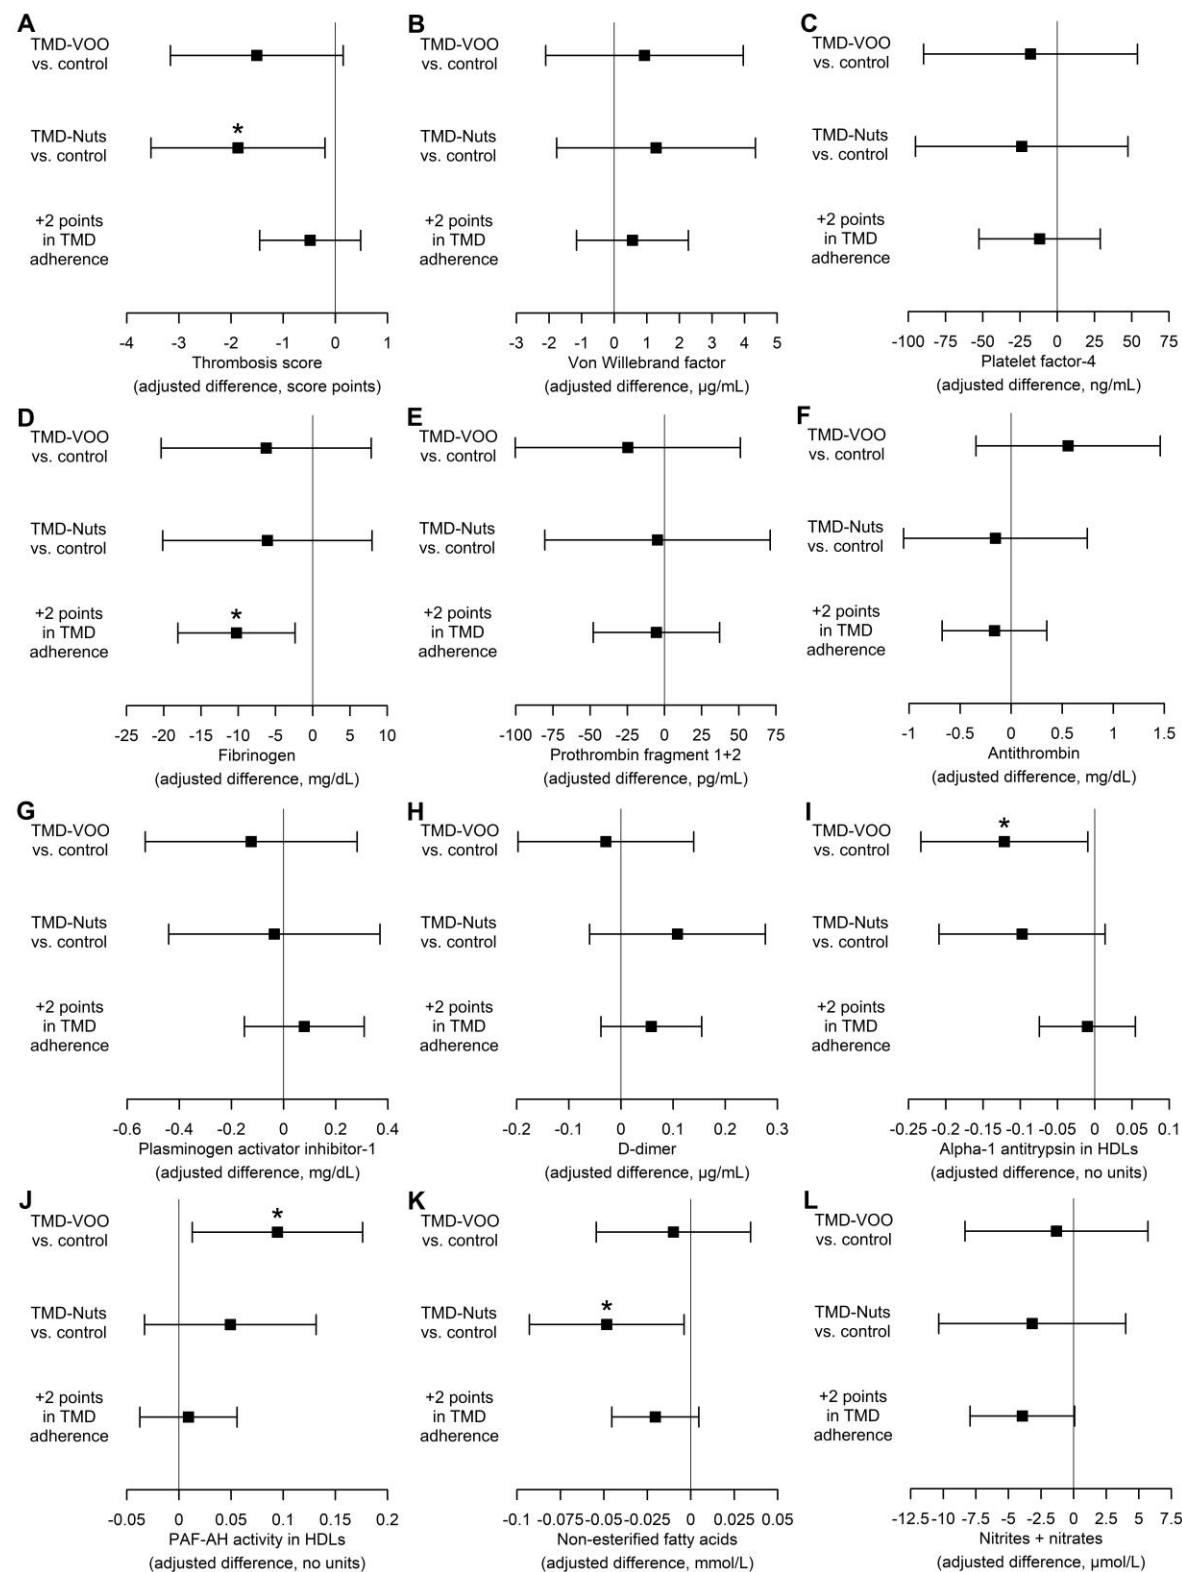 A
TMD-VOO
vs. control
*
TMD-Nuts
vs. control
+2 points
in TMD
adherence
-4 -3 -2 -1 0 1
Thrombosis score
(adjusted difference, score points)
B
TMD-VOO
vs. control
TMD-Nuts
vs. control
+2 points
in TMD
adherence
-3 -2 -1 0 1 2 3 4 5
Von Willebrand factor
(adjusted difference, µg/mL)
C
TMD-VOO
vs. control
TMD-Nuts
vs. control
+2 points
in TMD
adherence
-100 -75 -50 -25 0 25 50 75
Platelet factor-4
(adjusted difference, ng/mL)
D
TMD-VOO
vs. control
TMD-Nuts
vs. control
*
+2 points
in TMD
adherence
-25 -20 -15 -10 -5 0 5 10
Fibrinogen
(adjusted difference, mg/dL)
E
TMD-VOO
vs. control
TMD-Nuts
vs. control
+2 points
in TMD
adherence
-100 -75 -50 -25 0 25 50 75
Prothrombin fragment 1+2
(adjusted difference, pg/mL)
F
TMD-VOO
vs. control
TMD-Nuts
vs. control
+2 points
in TMD
adherence
-1 -0.5 0 0.5 1 1.5
Antithrombin
(adjusted difference, mg/dL)
G
TMD-VOO
vs. control
TMD-Nuts
vs. control
+2 points
in TMD
adherence
-0.6 -0.4 -0.2 0 0.2 0.4
Plasminogen activator inhibitor-1
(adjusted difference, mg/dL)
H
TMD-VOO
vs. control
TMD-Nuts
vs. control
+2 points
in TMD
adherence
-0.2 -0.1 0 0.1 0.2 0.3
D-dimer
(adjusted difference, µg/mL)
I
*
TMD-VOO
vs. control
TMD-Nuts
vs. control
+2 points
in TMD
adherence
-0.25 -0.20 -0.15 -0.1 -0.05 0 0.05 0.1
Alpha-1 antitrypsin in HDLs
(adjusted difference, no units)
J
*
TMD-VOO
vs. control
TMD-Nuts
vs. control
+2 points
in TMD
adherence
-0.05 0 0.05 0.1 0.15 0.2
PAF-AH activity in HDLs
(adjusted difference, no units)
K
TMD-VOO
vs. control
*
TMD-Nuts
vs. control
+2 points
in TMD
adherence
-0.1 -0.075 -0.05 -0.025 0 0.025 0.05
Non-esterified fatty acids
(adjusted difference, mmol/L)
L
TMD-VOO
vs. control
TMD-Nuts
vs. control
+2 points
in TMD
adherence
-12.5 -10 -7.5 -5 -2.5 0 2.5 5 7.5
Nitrites + nitrates
(adjusted difference, µmol/L)